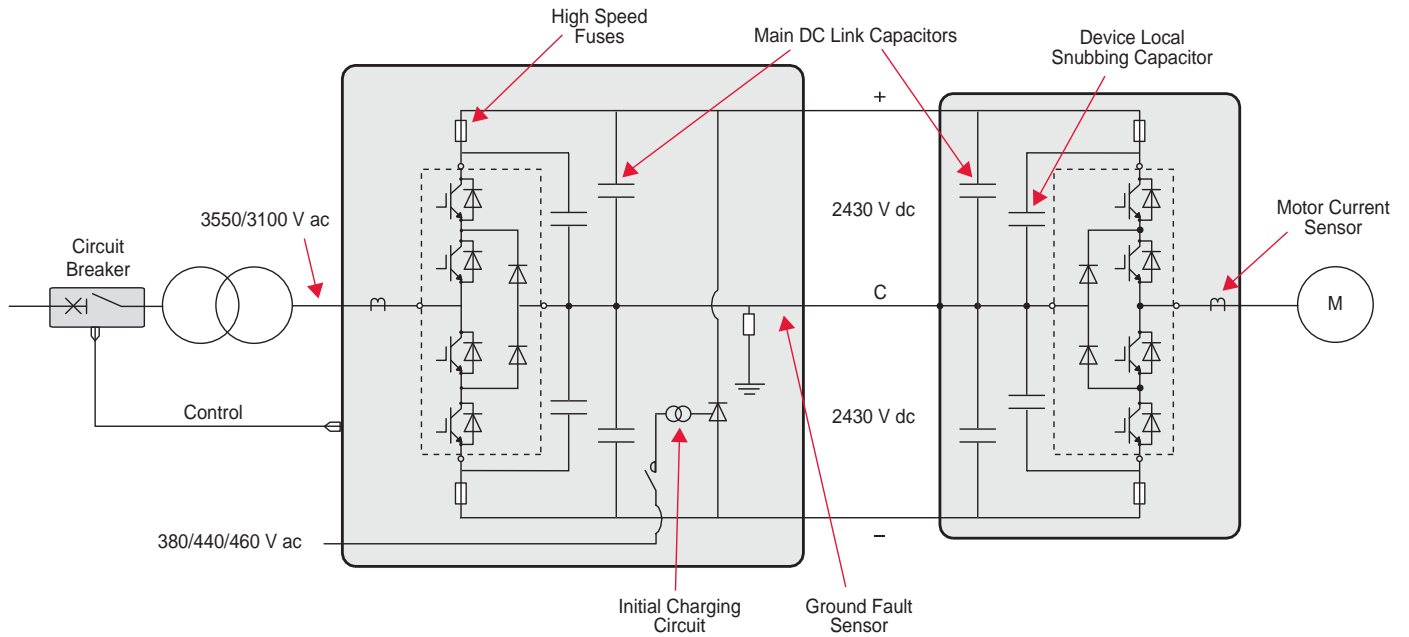 High Speed
Fuses
Main DC Link Capacitors
Device Local
Snubbing Capacitor
+
3550/3100 V ac
2430 V dc
Motor Current
Sensor
Circuit
Breaker
C
M
Control
2430 V dc
380/440/460 V ac
–
Initial Charging
Circuit
Ground Fault
Sensor